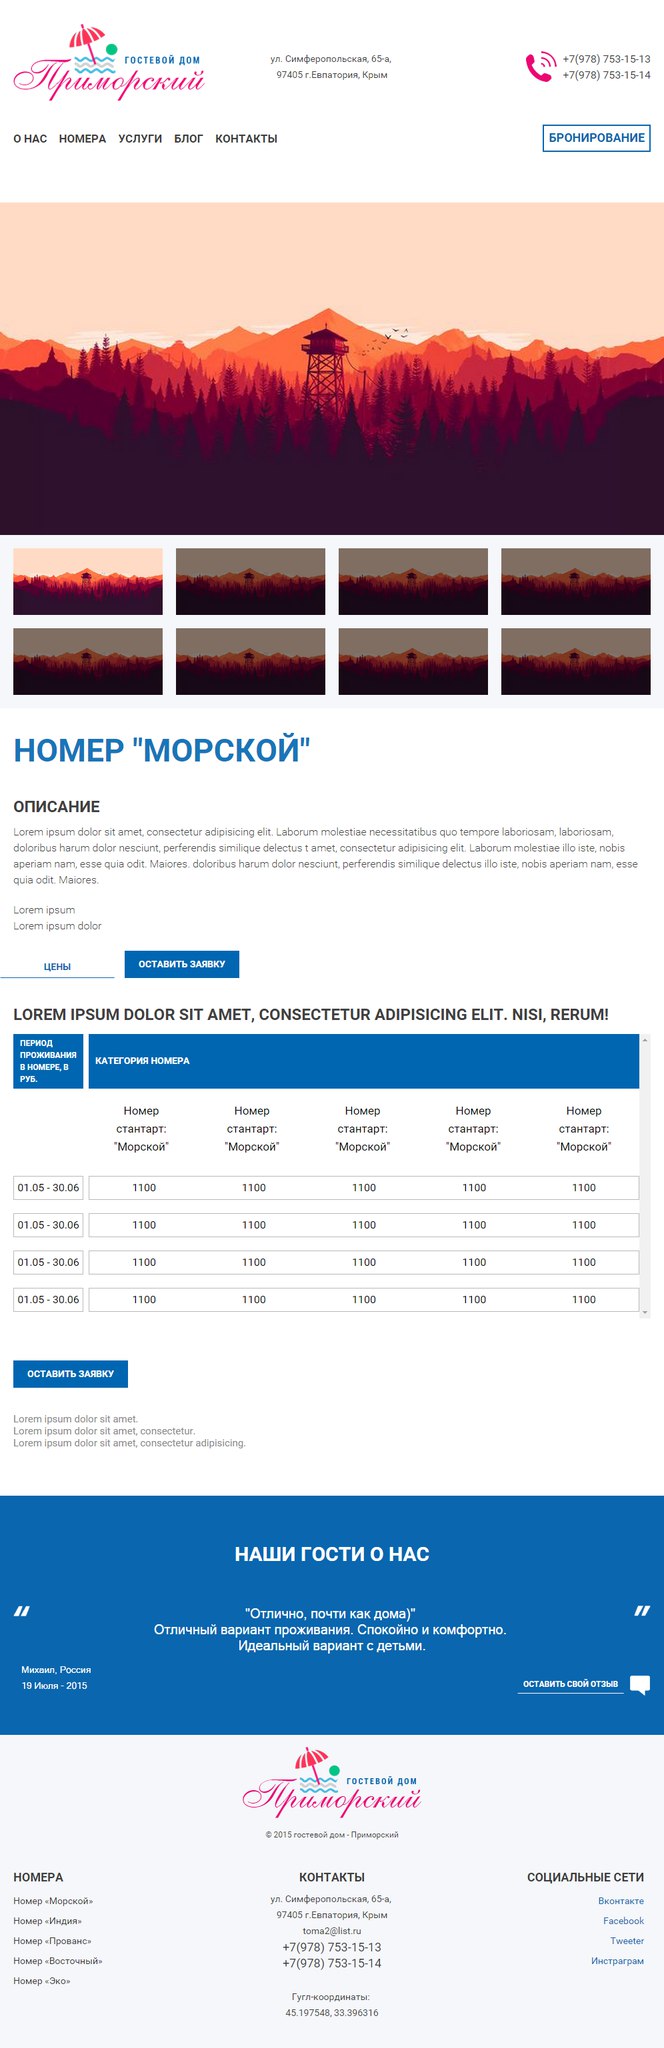 ГОСТЕВОЙ ДОМ
Приморский
ул. Симферопольская, 65-а,
97405 г.Евпатория, Крым
+7(978) 753-15-13
+7(978) 753-15-14
О НАС НОМЕРА УСЛУГИ БЛОГ КОНТАКТЫ
БРОНИРОВАНИЕ
НОМЕР "МОРСКОЙ"
ОПИСАНИЕ
Lorem ipsum dolor sit amet, consectetur adipisicing elit. Laborum molestiae necessitatibus quo tempore laboriosam, laboriosam,
doloribus harum dolor nesciunt, perferendis similique delectus t amet, consectetur adipisicing elit. Laborum molestiae illo iste, nobis
aperiam nam, esse quia odit. Maiores. doloribus harum dolor nesciunt, perferendis similique delectus illo iste, nobis aperiam nam, esse
quia odit. Maiores.
Lorem ipsum
Lorem ipsum dolor
ЦЕНЫ
ОСТАВИТЬ ЗАЯВКУ
LOREM IPSUM DOLOR SIT AMET, CONSECTETUR ADIPISICING ELIT. NISI, RERUM!
ПЕРИОД
ПРОЖИВАНИЯ
В НОМЕРЕ, В
РУБ.
КАТЕГОРИЯ НОМЕРА
Номер Номер Номер Номер Номер
стантарт: стантарт: стантарт: стантарт: стантарт:
"Морской" "Морской" "Морской" "Морской" "Морской"
01.05 - 30.06 1100 1100 1100 1100 1100
01.05 - 30.06 1100 1100 1100 1100 1100
01.05 - 30.06 1100 1100 1100 1100 1100
01.05 - 30.06 1100 1100 1100 1100 1100
ОСТАВИТЬ ЗАЯВКУ
Lorem ipsum dolor sit amet.
Lorem ipsum dolor sit amet, consectetur.
Lorem ipsum dolor sit amet, consectetur adipisicing.
НАШИ ГОСТИ О НАС
"Отлично, почти как дома)"
Отличный вариант проживания. Спокойно и комфортно.
Идеальный вариант с детьми.
Михаил, Россия
19 Июля - 2015
ОСТАВИТЬ СВОЙ ОТЗЫВ
ГОСТЕВОЙ ДОМ
Приморский
© 2015 гостевой дом - Приморский
НОМЕРА
Номер «Морской»
Номер «Индия»
Номер «Прованс»
Номер «Восточный»
Номер «Эко»
КОНТАКТЫ
ул. Симферопольская, 65-а,
97405 г.Евпатория, Крым
toma2@list.ru
+7(978) 753-15-13
+7(978) 753-15-14
Гугл-координаты:
45.197548, 33.396316
СОЦИАЛЬНЫЕ СЕТИ
Вконтакте
Facebook
Tweeter
Инстраграм